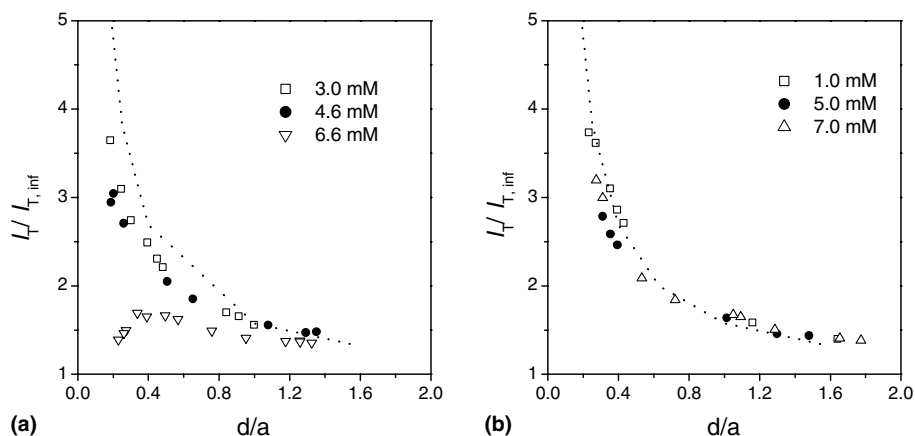 5
4
3
2
1
I_T / I_T, inf
3.0 mM
4.6 mM
6.6 mM
0.0 0.4 0.8 1.2 1.6 2.0
(a) d/a
5
4
3
2
1
I_T / I_T, inf
1.0 mM
5.0 mM
7.0 mM
0.0 0.4 0.8 1.2 1.6 2.0
(b) d/a